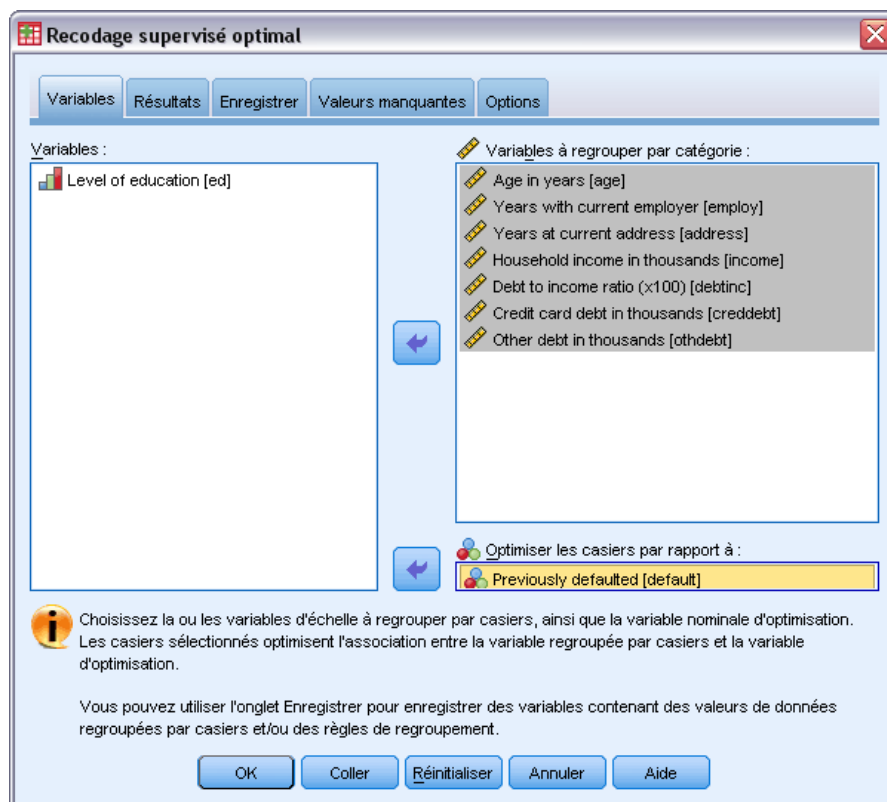 Recodage supervisé optimal
Variables
Résultats
Enregistrer
Valeurs manquantes
Options
Variables :
Level of education [ed]
Variables à regrouper par catégorie :
Age in years [age]
Years with current employer [employ]
Years at current address [address]
Household income in thousands [income]
Debt to income ratio (x100) [debtinc]
Credit card debt in thousands [creddebt]
Other debt in thousands [othdebt]
Optimiser les casiers par rapport à :
Previously defaulted [default]
Choisissez la ou les variables d'échelle à regrouper par casiers, ainsi que la variable nominale d'optimisation.
Les casiers sélectionnés optimisent l'association entre la variable regroupée par casiers et la variable
d'optimisation.
Vous pouvez utiliser l'onglet Enregistrer pour enregistrer des variables contenant des valeurs de données
regroupées par casiers et/ou des règles de regroupement.
OK
Coller
Réinitialiser
Annuler
Aide